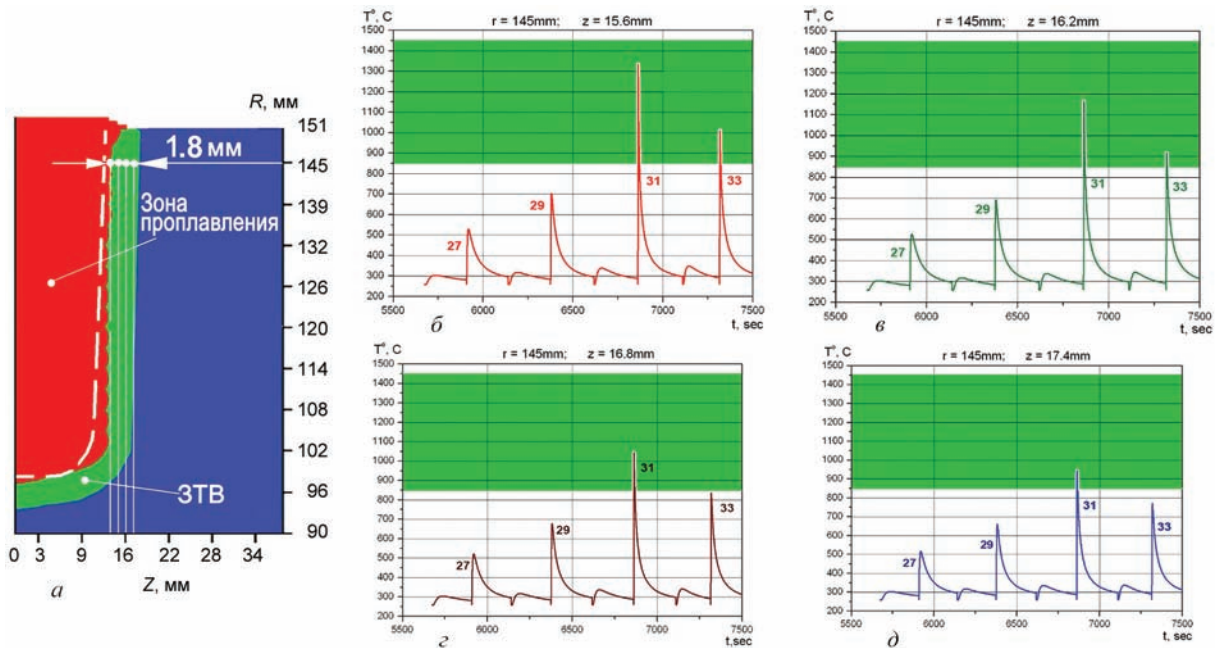 R, мм
151
1.8 мм
145
Зона
проплавления
139
132
126
120
114
108
102
ЗТВ
96
90
0 3 9 16 22 28 34
а
Z, мм
T°, C
r = 145mm; z = 15.6mm
1500
1400
1300
1200
1100
1000
900
800
700
600
500
400
300
200
27
29
31
33
5500 6000 6500 7000 7500
б
t, sec
T°, C
r = 145mm; z = 16.2mm
1500
1400
1300
1200
1100
1000
900
800
700
600
500
400
300
200
27
29
31
33
5500 6000 6500 7000 7500
в
t, sec
T°, C
r = 145mm; z = 16.8mm
1500
1400
1300
1200
1100
1000
900
800
700
600
500
400
300
200
27
29
31
33
5500 6000 6500 7000 7500
г
t,sec
T°, C
r = 145mm; z = 17.4mm
1500
1400
1300
1200
1100
1000
900
800
700
600
500
400
300
200
27
29
31
33
5500 6000 6500 7000 7500
д
t,sec